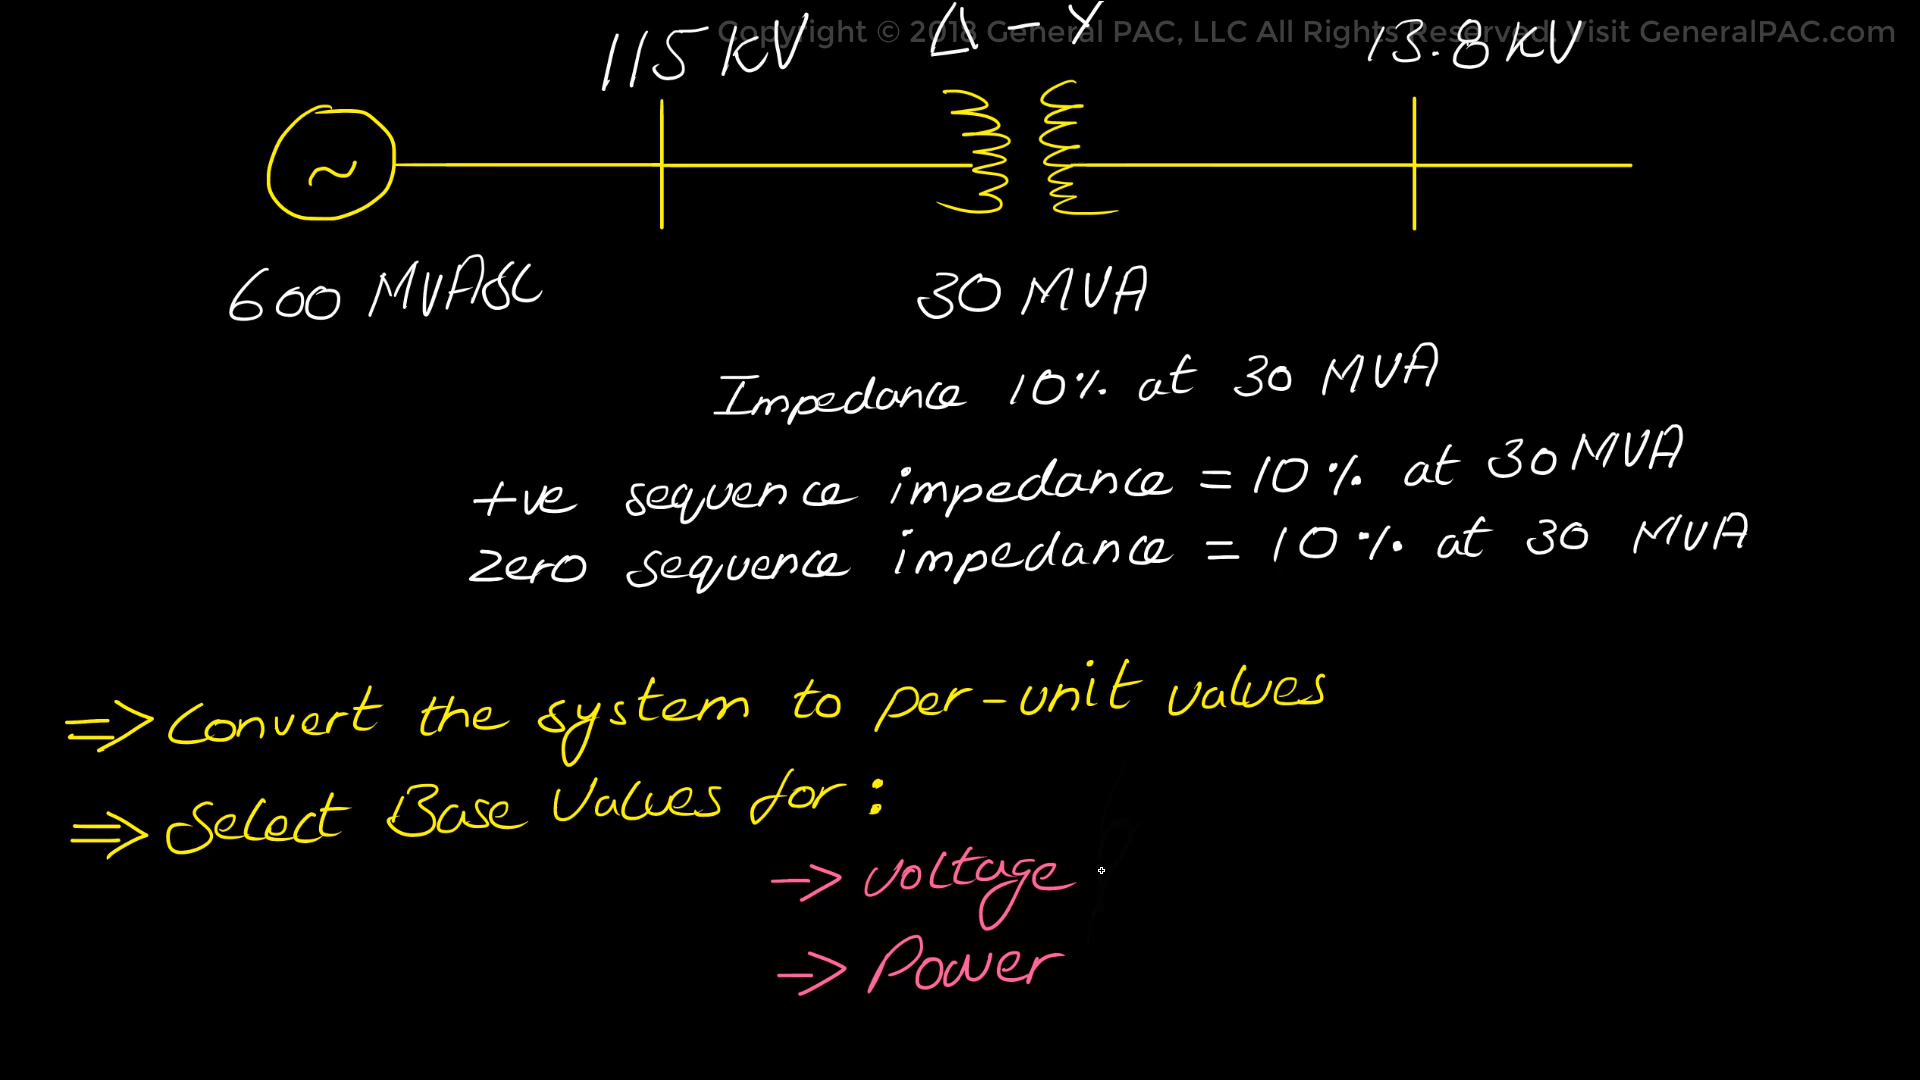 Copyright © 2018 General PAC, LLC All Rights Reserved. Visit GeneralPAC.com
115 kV Δ - Y 13.8 kV
~
600 MVAsc 30 MVA
Impedance 10% at 30 MVA
+ve sequence impedance = 10% at 30 MVA
zero sequence impedance = 10% at 30 MVA
⇒ Convert the system to per-unit values
⇒ Select Base Values for :
→ Voltage
→ Power